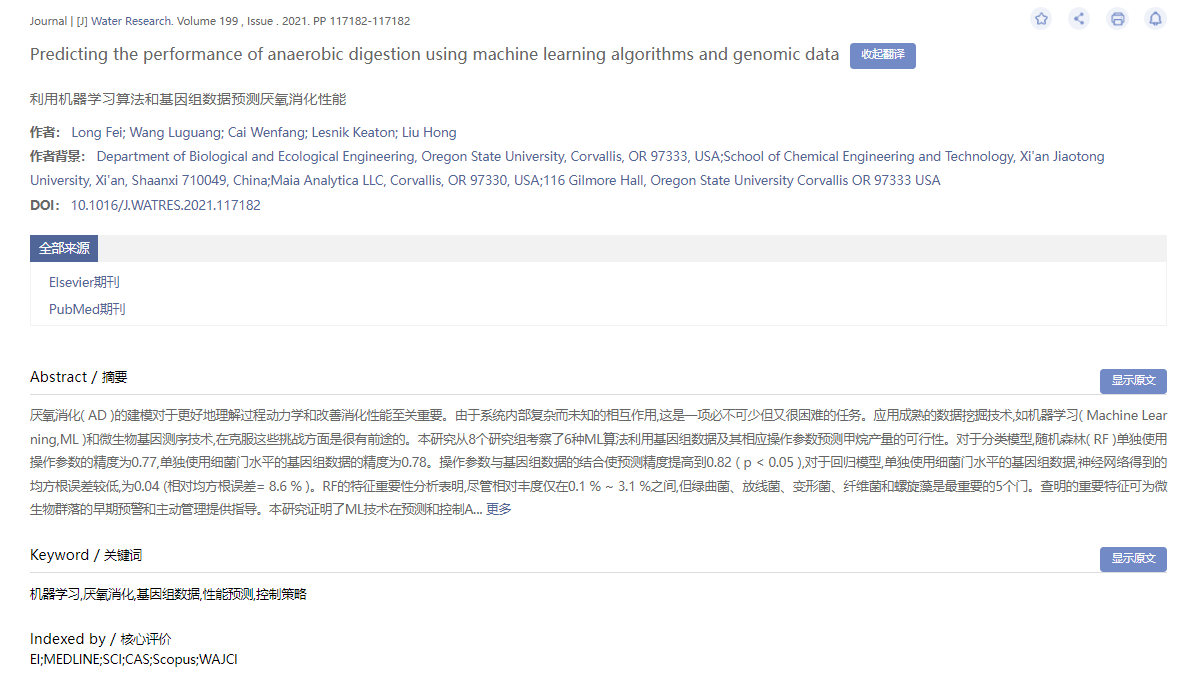 Journal | [J] Water Research. Volume 199 , Issue . 2021. PP 117182-117182
Predicting the performance of anaerobic digestion using machine learning algorithms and genomic data 收起翻译
利用机器学习算法和基因组数据预测厌氧消化性能
作者： Long Fei; Wang Luguang; Cai Wenfang; Lesnik Keaton; Liu Hong
作者背景： Department of Biological and Ecological Engineering, Oregon State University, Corvallis, OR 97333, USA;School of Chemical Engineering and Technology, Xi'an Jiaotong
University, Xi'an, Shaanxi 710049, China;Maia Analytica LLC, Corvallis, OR 97330, USA;116 Gilmore Hall, Oregon State University Corvallis OR 97333 USA
DOI： 10.1016/J.WATRES.2021.117182
全部来源
Elsevier期刊
PubMed期刊
Abstract / 摘要 显示原文
厌氧消化( AD )的建模对于更好地理解过程动力学和改善消化性能至关重要。由于系统内部复杂而未知的相互作用,这是一项必不可少但又很困难的任务。应用成熟的数据挖掘技术,如机器学习( Machine Lear
ning,ML )和微生物基因测序技术,在克服这些挑战方面是很有前途的。本研究从8个研究组考察了6种ML算法利用基因组数据及其相应操作参数预测甲烷产量的可行性。对于分类模型,随机森林( RF )单独使用
操作参数的精度为0.77,单独使用细菌门水平的基因组数据的精度为0.78。操作参数与基因组数据的结合使预测精度提高到0.82 ( p < 0.05 ),对于回归模型,单独使用细菌门水平的基因组数据,神经网络得到的
均方根误差较低,为0.04 (相对均方根误差= 8.6 % )。RF的特征重要性分析表明,尽管相对丰度仅在0.1 % ~ 3.1 %之间,但绿曲菌、放线菌、变形菌、纤维菌和螺旋藻是最重要的5个门。查明的重要特征可为微
生物群落的早期预警和主动管理提供指导。本研究证明了ML技术在预测和控制A... 更多
Keyword / 关键词 显示原文
机器学习,厌氧消化,基因组数据,性能预测,控制策略
Indexed by / 核心评价
EI;MEDLINE;SCI;CAS;Scopus;WAJCI